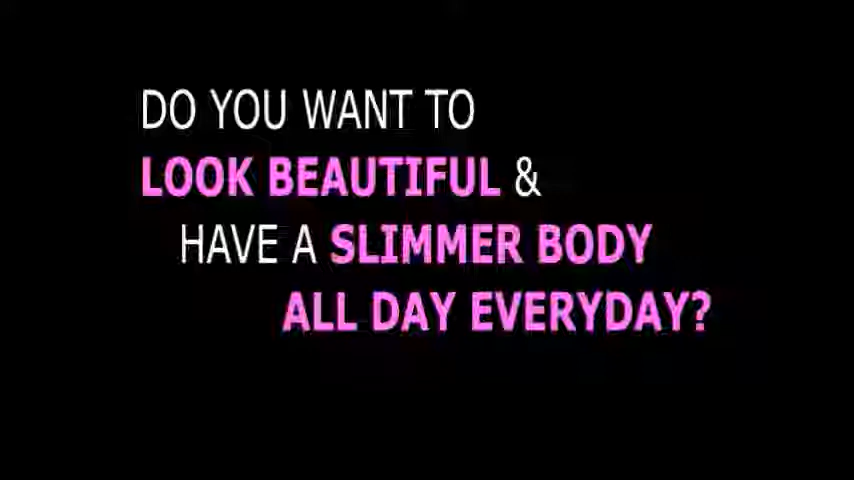 DO YOU WANT TO
LOOK BEAUTIFUL &
HAVE A SLIMMER BODY
ALL DAY EVERYDAY?